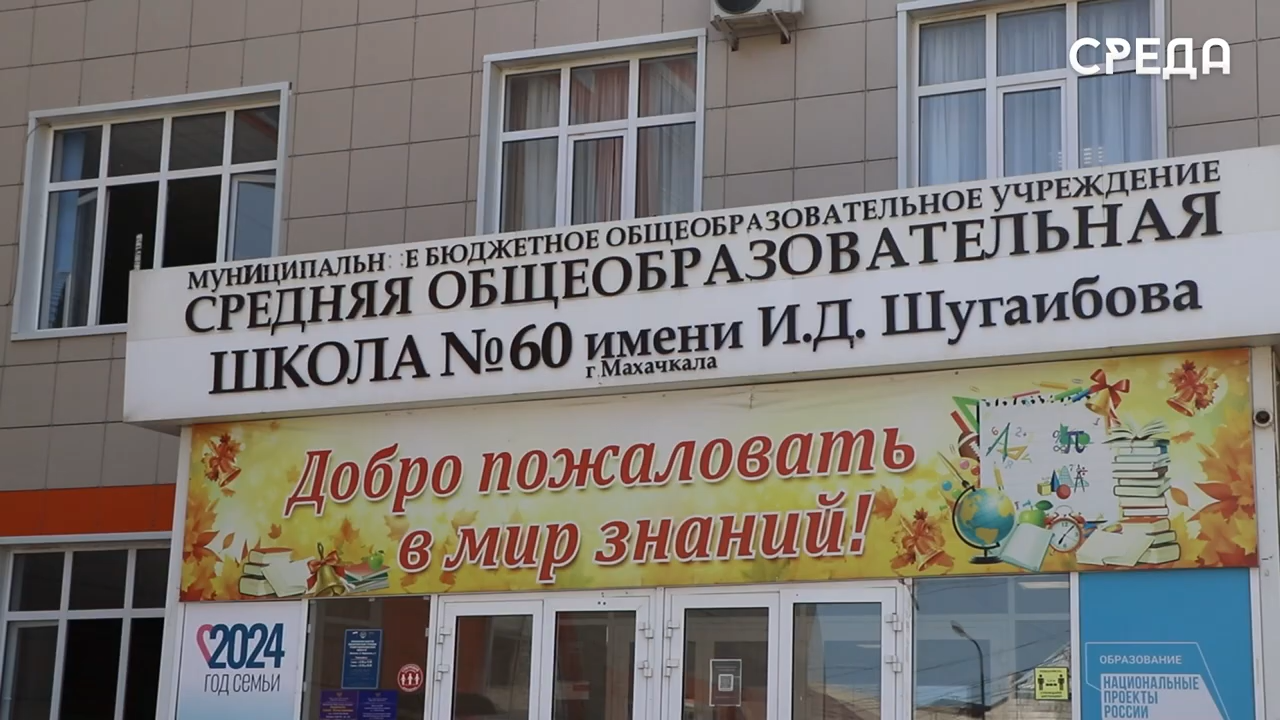 СРЕДА
МУНИЦИПАЛЬН Е БЮДЖЕТНОЕ ОБЩЕОБРАЗОВАТЕЛЬНОЕ УЧРЕЖДЕНИЕ
СРЕДНЯЯ ОБЩЕОБРАЗОВАТЕЛЬНАЯ
ШКОЛА №60 имени И.Д. Шугаибова
г Махачкала
Добро пожаловать
в мир знаний!
2024
ГОД СЕМЬИ
ОБРАЗОВАНИЕ
НАЦИОНАЛЬНЫЕ
ПРОЕКТЫ
РОССИИ